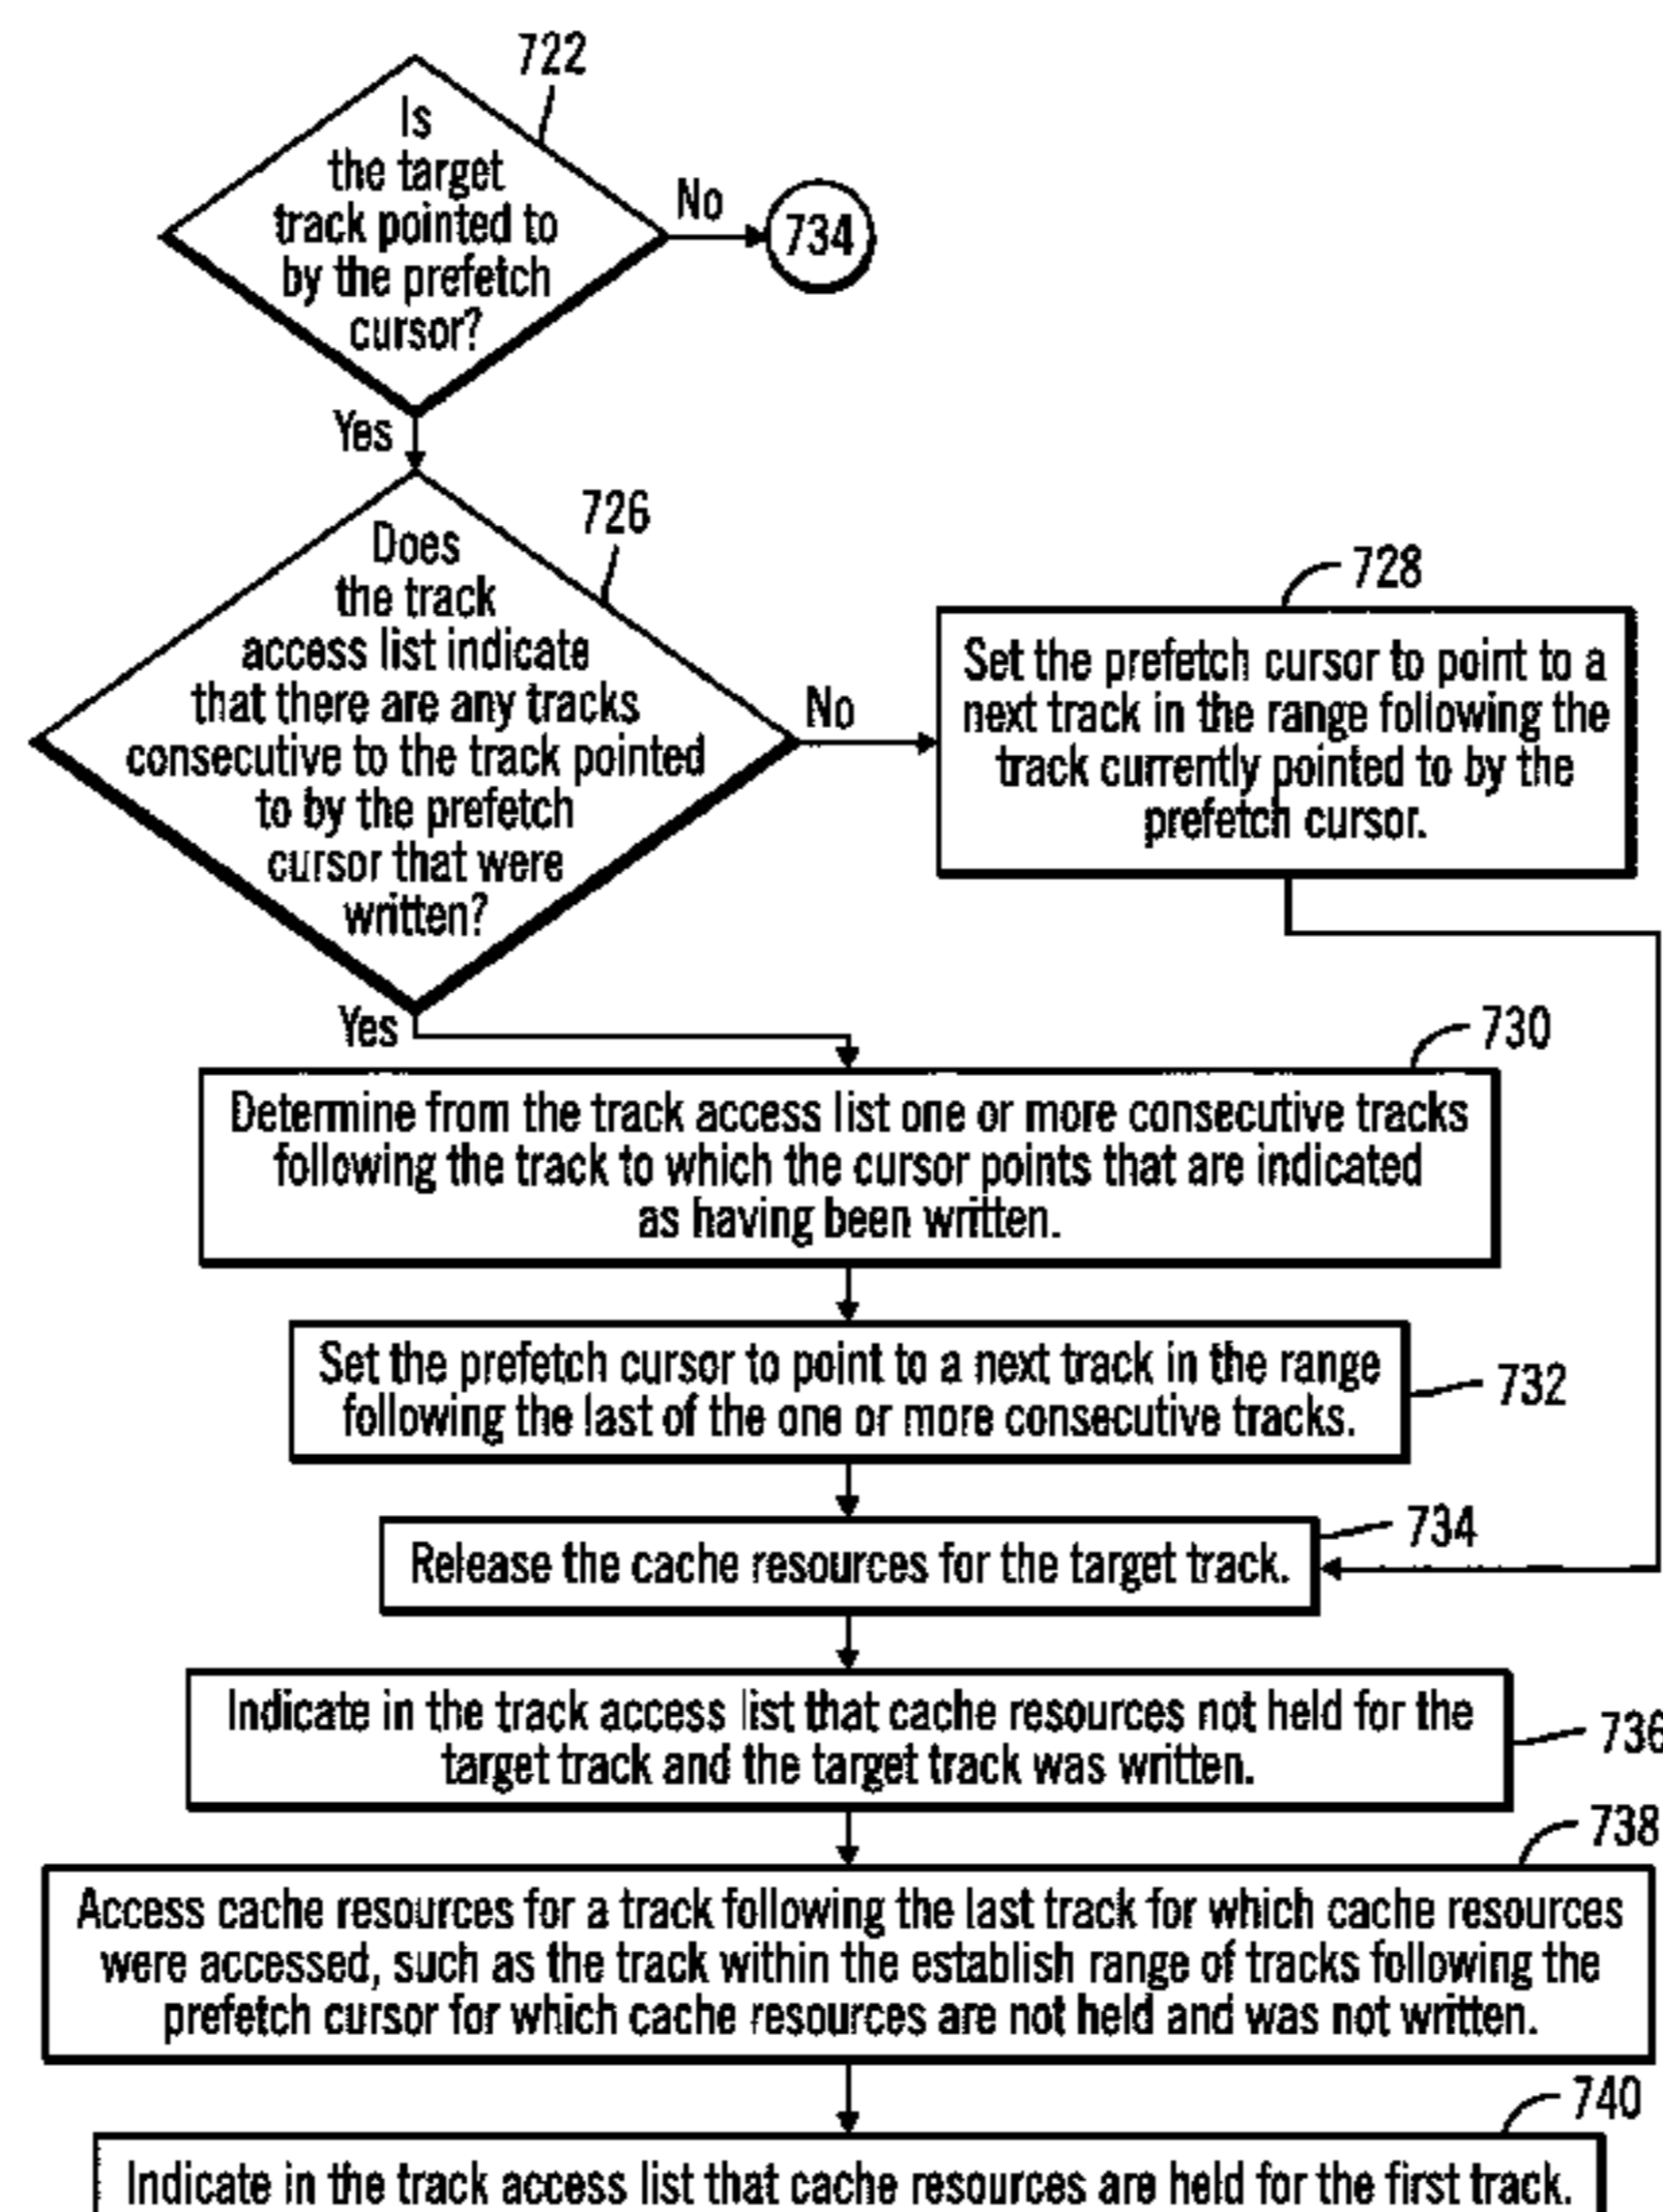 722
Is
the target
track pointed to
by the prefetch
cursor?
No
734
Yes
726
Does
the track
access list indicate
that there are any tracks
consecutive to the track pointed
to by the prefetch
cursor that were
written?
No
728
Set the prefetch cursor to point to a
next track in the range following the
track currently pointed to by the
prefetch cursor.
Yes
730
Determine from the track access list one or more consecutive tracks
following the track to which the cursor points that are indicated
as having been written.
Set the prefetch cursor to point to a next track in the range
following the last of the one or more consecutive tracks.
732
Release the cache resources for the target track.
734
Indicate in the track access list that cache resources not held for the
target track and the target track was written.
736
738
Access cache resources for a track following the last track for which cache resources
were accessed, such as the track within the establish range of tracks following the
prefetch cursor for which cache resources are not held and was not written.
740
Indicate in the track access list that cache resources are held for the first track.